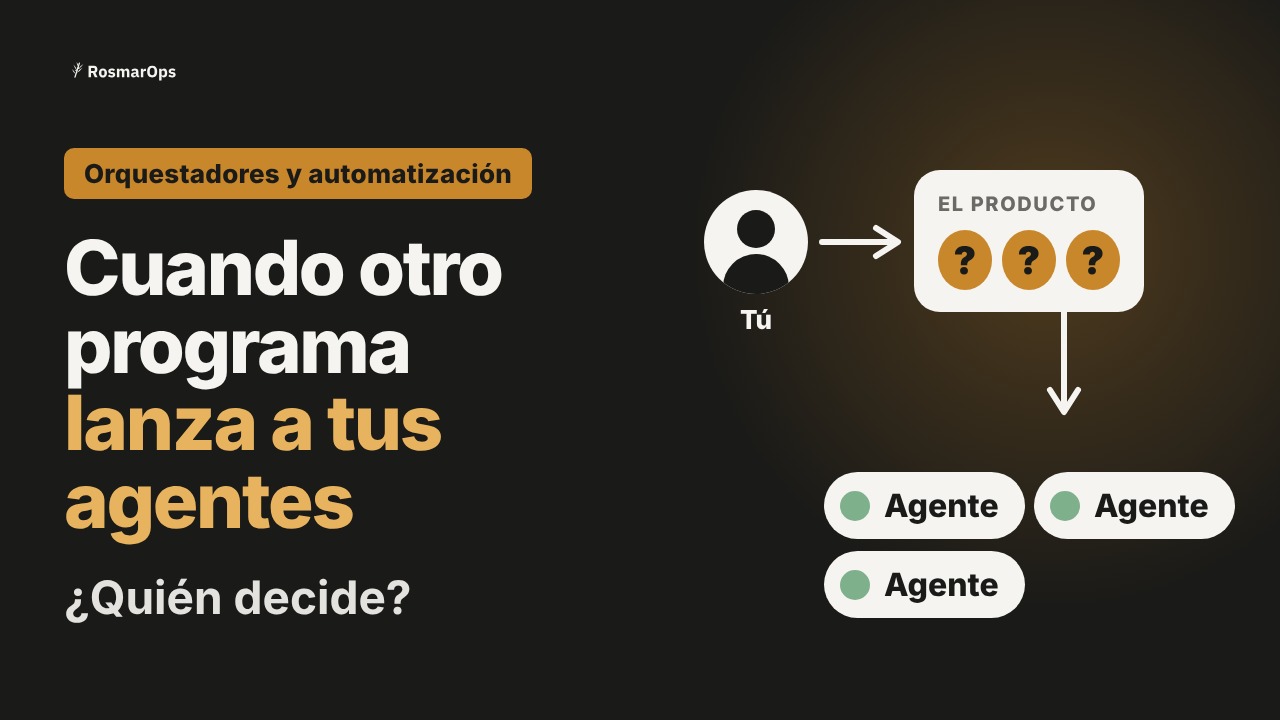 RosmarOps
Orquestadores y automatización
Cuando otro
programa
lanza a tus
agentes
¿Quién decide?
Tú
EL PRODUCTO
? ? ?
Agente
Agente
Agente